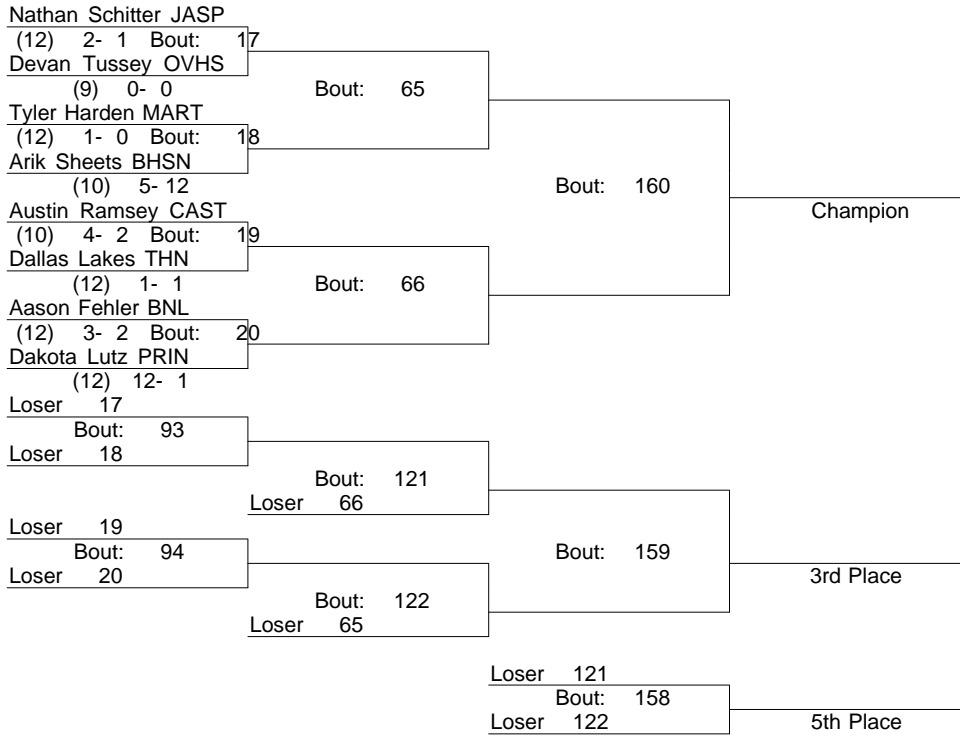 Nathan Schitter JASP
(12) 2- 1 Bout: 17
Devan Tussey OVHS
(9) 0- 0
Bout: 65
Tyler Harden MART
(12) 1- 0 Bout: 18
Arik Sheets BHSN
(10) 5- 12
Bout: 160
Champion
Austin Ramsey CAST
(10) 4- 2 Bout: 19
Dallas Lakes THN
(12) 1- 1
Bout: 66
Aason Fehler BNL
(12) 3- 2 Bout: 20
Dakota Lutz PRIN
(12) 12- 1
Loser 17
Bout: 93
Loser 18
Bout: 121
Loser 66
Loser 19
Bout: 94
Loser 20
Bout: 159
3rd Place
Bout: 122
Loser 65
Loser 121
Bout: 158
Loser 122
5th Place